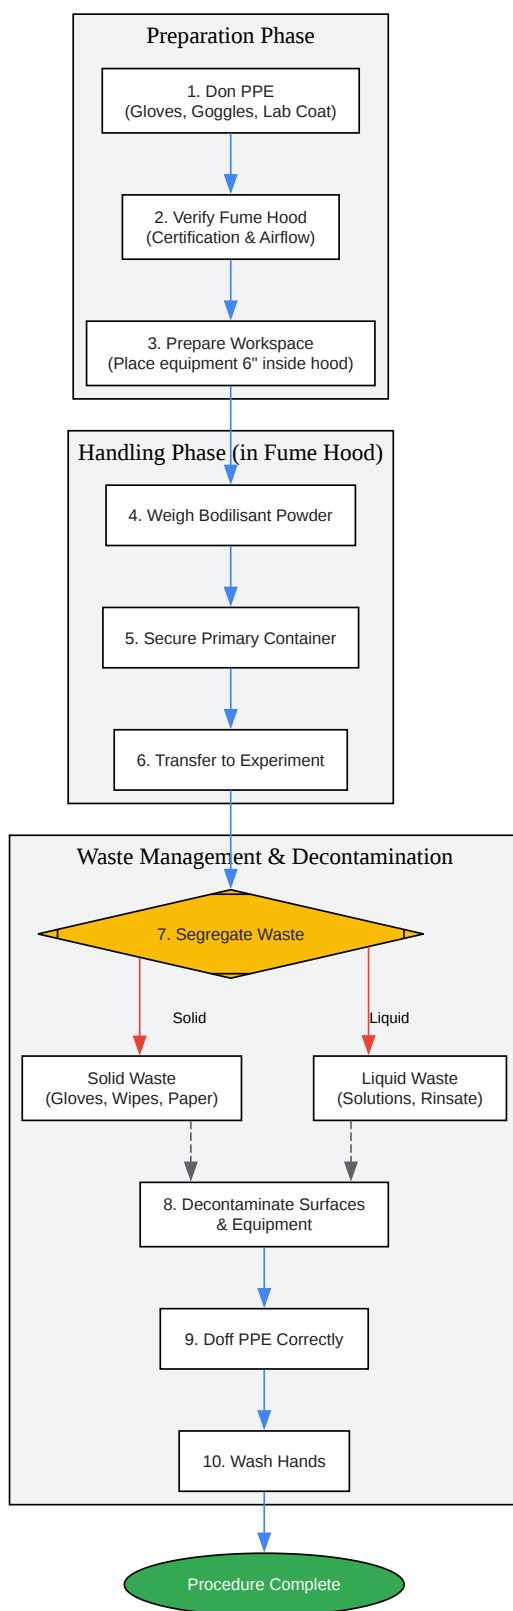 Preparation Phase
1. Don PPE
(Gloves, Goggles, Lab Coat)
2. Verify Fume Hood
(Certification & Airflow)
3. Prepare Workspace
(Place equipment 6" inside hood)
Handling Phase (in Fume Hood)
4. Weigh Bodilisant Powder
5. Secure Primary Container
6. Transfer to Experiment
Waste Management & Decontamination
7. Segregate Waste
Solid
Liquid
Solid Waste
(Gloves, Wipes, Paper)
Liquid Waste
(Solutions, Rinsate)
8. Decontaminate Surfaces
& Equipment
9. Doff PPE Correctly
10. Wash Hands
Procedure Complete